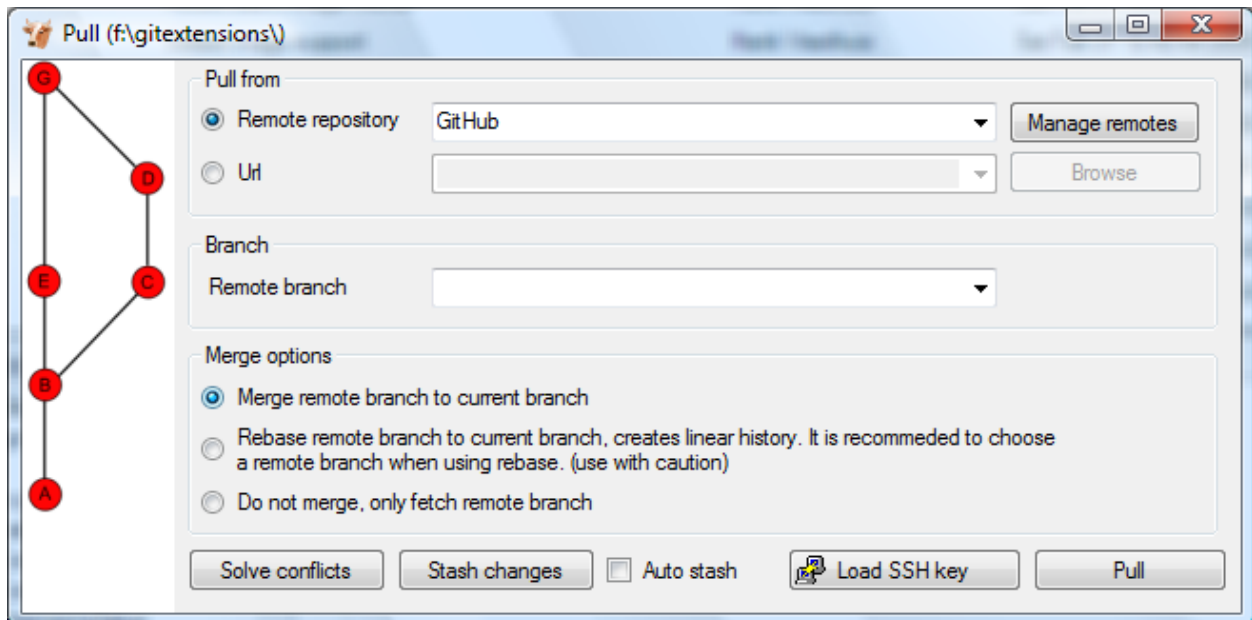 Pull (f:\gitextensions\)
G
D
E
C
B
A
Pull from
Remote repository
GitHub
Manage remotes
Url
Browse
Branch
Remote branch
Merge options
Merge remote branch to current branch
Rebase remote branch to current branch, creates linear history. It is recommeded to choose
a remote branch when using rebase. (use with caution)
Do not merge, only fetch remote branch
Solve conflicts
Stash changes
Auto stash
Load SSH key
Pull